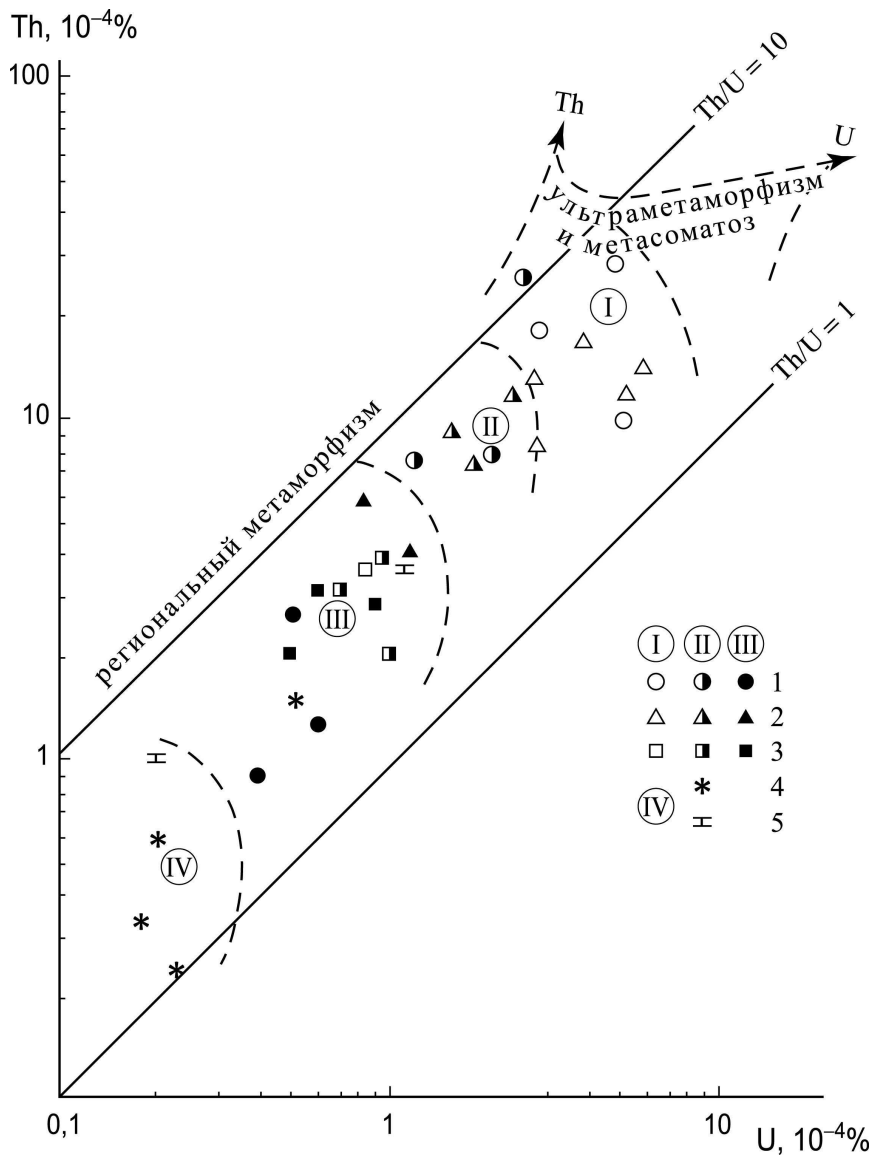 Th, 10⁻⁴%
100
Th
Th/U = 10
U
ультраметаморфизм
и метасоматоз
I
Th/U = 1
региональный метаморфизм
10
II
III
I II III
1
2
3
4
IV
5
1
IV
0,1
1
10
U, 10⁻⁴%